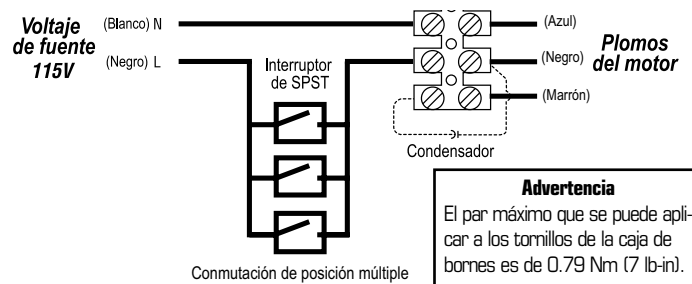 Voltaje
de fuente
115V
(Blanco) N
(Negro) L
Interruptor
de SPST
(Azul)
(Negro)
(Marrón)
Plomos
del motor
Condensador
Conmutación de posición múltiple
Advertencia
El par máximo que se puede apli-
car a los tornillos de la caja de
bornes es de 0.79 Nm (7 lb-in).